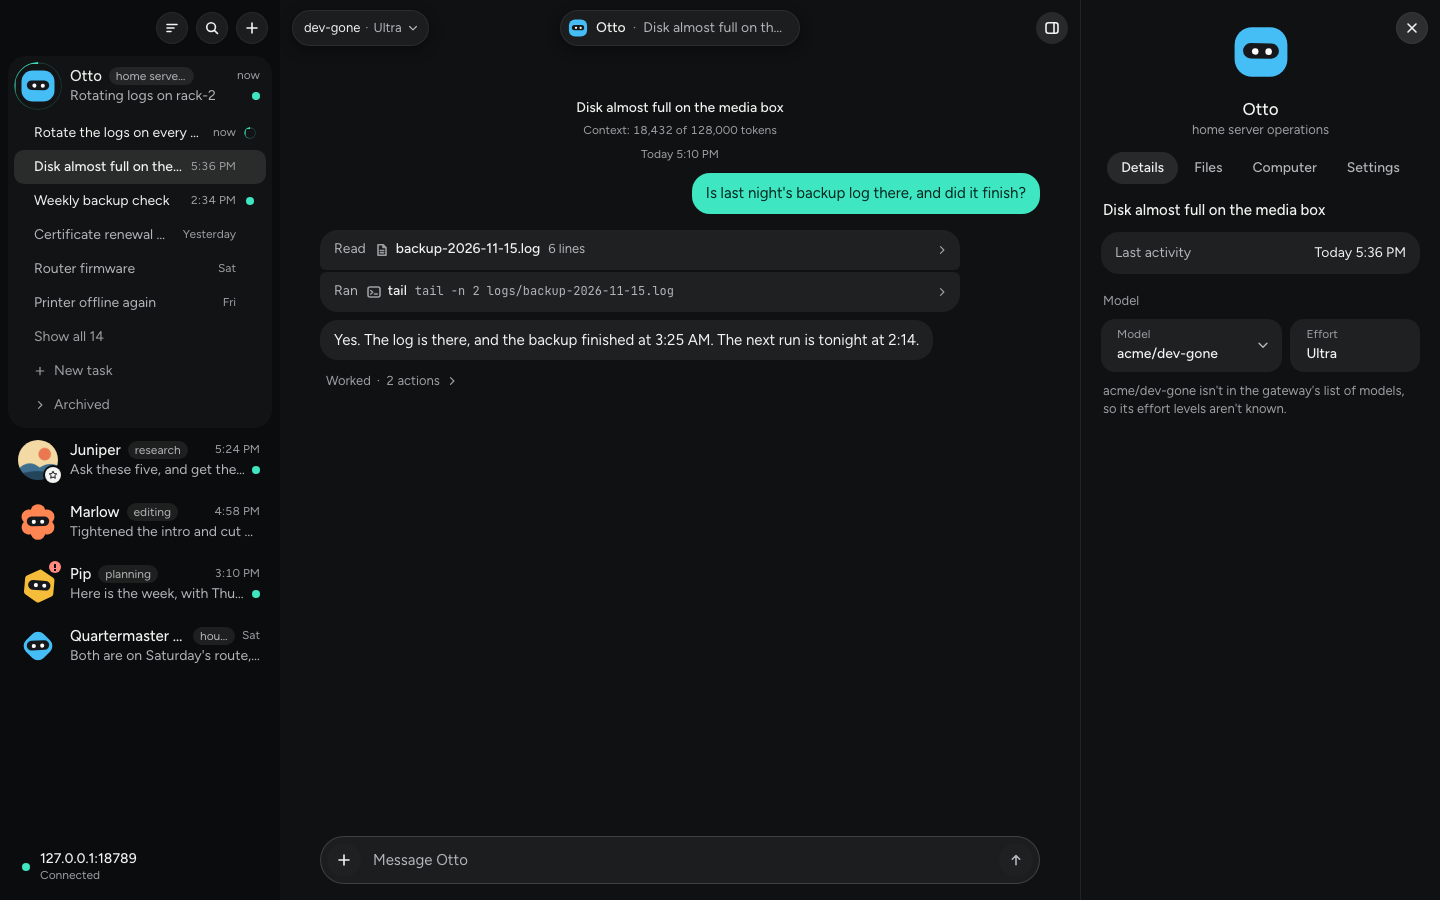 Otto
home serve...
now
Rotating logs on rack-2
Rotate the logs on every ...
now
Disk almost full on the...
5:36 PM
Weekly backup check
2:34 PM
Certificate renewal ...
Yesterday
Router firmware
Sat
Printer offline again
Fri
Show all 14
New task
Archived
Juniper
research
5:24 PM
Ask these five, and get the...
Marlow
editing
4:58 PM
Tightened the intro and cut ...
Pip
planning
3:10 PM
Here is the week, with Thu...
Quartermaster ...
hou...
Sat
Both are on Saturday's route,...
127.0.0.1:18789
Connected
dev-gone · Ultra
Otto · Disk almost full on th...
Disk almost full on the media box
Context: 18,432 of 128,000 tokens
Today 5:10 PM
Is last night's backup log there, and did it finish?
Read backup-2026-11-15.log 6 lines
Ran tail tail -n 2 logs/backup-2026-11-15.log
Yes. The log is there, and the backup finished at 3:25 AM. The next run is tonight at 2:14.
Worked · 2 actions
Message Otto
Otto
home server operations
Details
Files
Computer
Settings
Disk almost full on the media box
Last activity
Today 5:36 PM
Model
Model
acme/dev-gone
Effort
Ultra
acme/dev-gone isn't in the gateway's list of models,
so its effort levels aren't known.